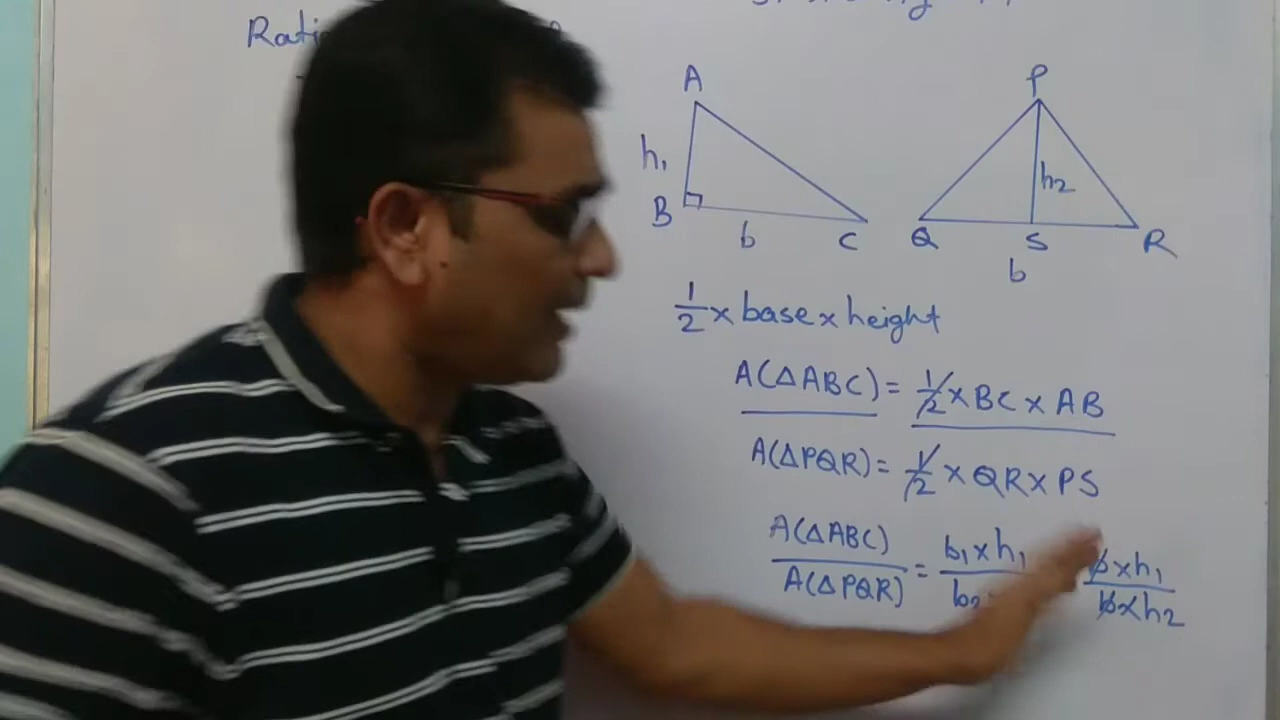 A
P
h₁
h₂
B
b
C
Q
S
R
b
1/2 x base x height
A(ΔABC) = 1/2 x BC x AB
A(ΔPQR) = 1/2 x QR x PS
A(ΔABC)/A(ΔPQR) = b₁ x h₁/b₂ b x h₁/b x h₂